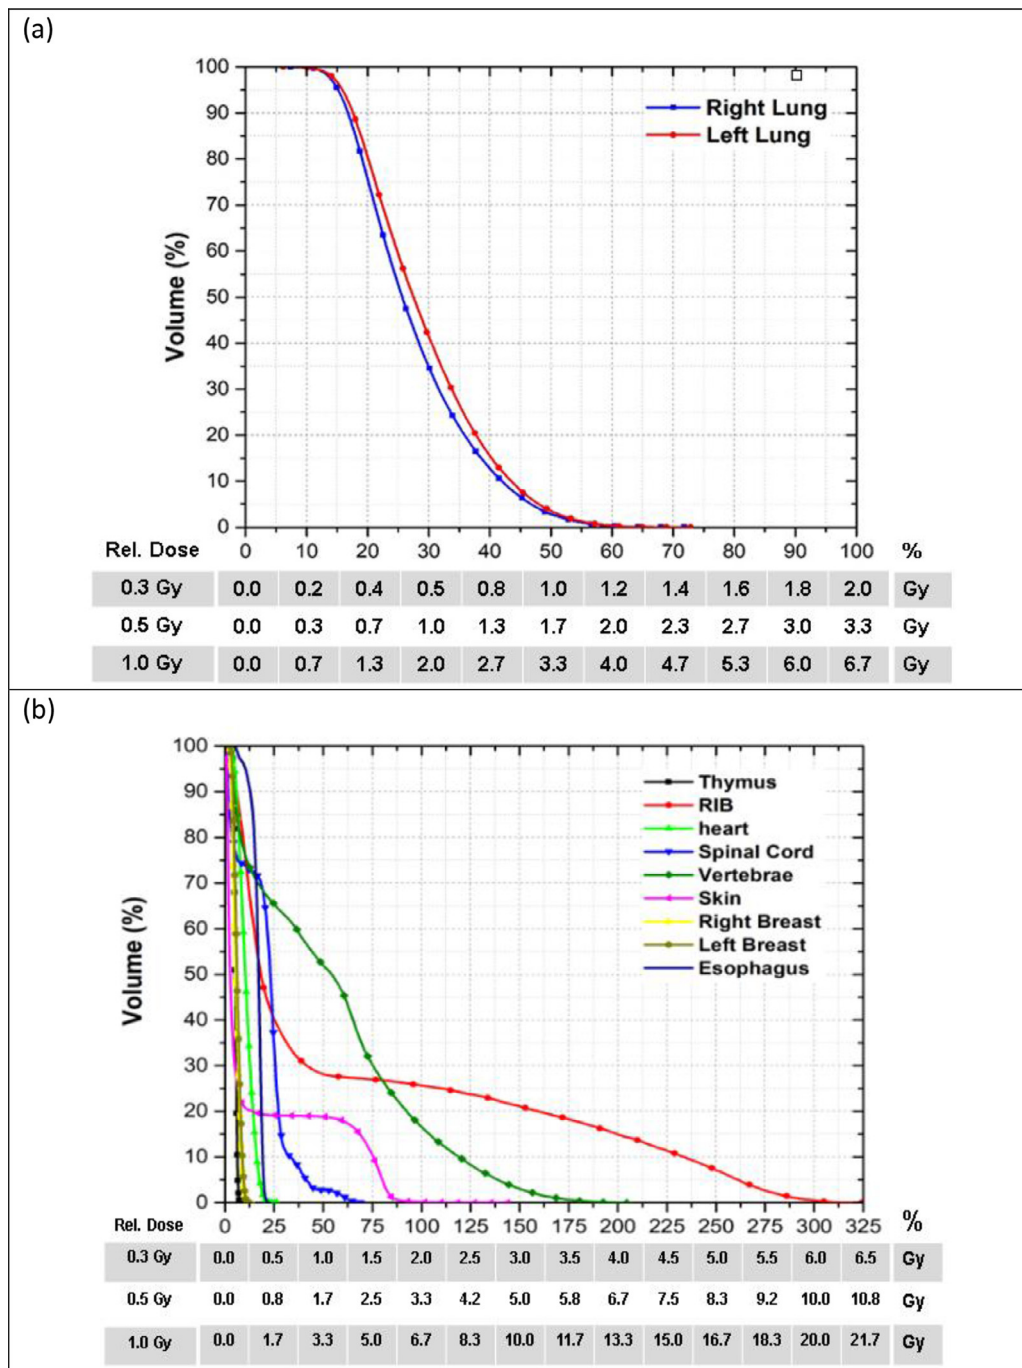 (a)
100
90
80
70
60
50
40
30
20
10
0
Volume (%)
Right Lung
Left Lung
Rel. Dose 0 10 20 30 40 50 60 70 80 90 100 %
0.3 Gy 0.0 0.2 0.4 0.5 0.8 1.0 1.2 1.4 1.6 1.8 2.0 Gy
0.5 Gy 0.0 0.3 0.7 1.0 1.3 1.7 2.0 2.3 2.7 3.0 3.3 Gy
1.0 Gy 0.0 0.7 1.3 2.0 2.7 3.3 4.0 4.7 5.3 6.0 6.7 Gy
(b)
100
90
80
70
60
50
40
30
20
10
0
Volume (%)
Thymus
RIB
heart
Spinal Cord
Vertebrae
Skin
Right Breast
Left Breast
Esophagus
Rel. Dose 0 25 50 75 100 125 150 175 200 225 250 275 300 325 %
0.3 Gy 0.0 0.5 1.0 1.5 2.0 2.5 3.0 3.5 4.0 4.5 5.0 5.5 6.0 6.5 Gy
0.5 Gy 0.0 0.8 1.7 2.5 3.3 4.2 5.0 5.8 6.7 7.5 8.3 9.2 10.0 10.8 Gy
1.0 Gy 0.0 1.7 3.3 5.0 6.7 8.3 10.0 11.7 13.3 15.0 16.7 18.3 20.0 21.7 Gy